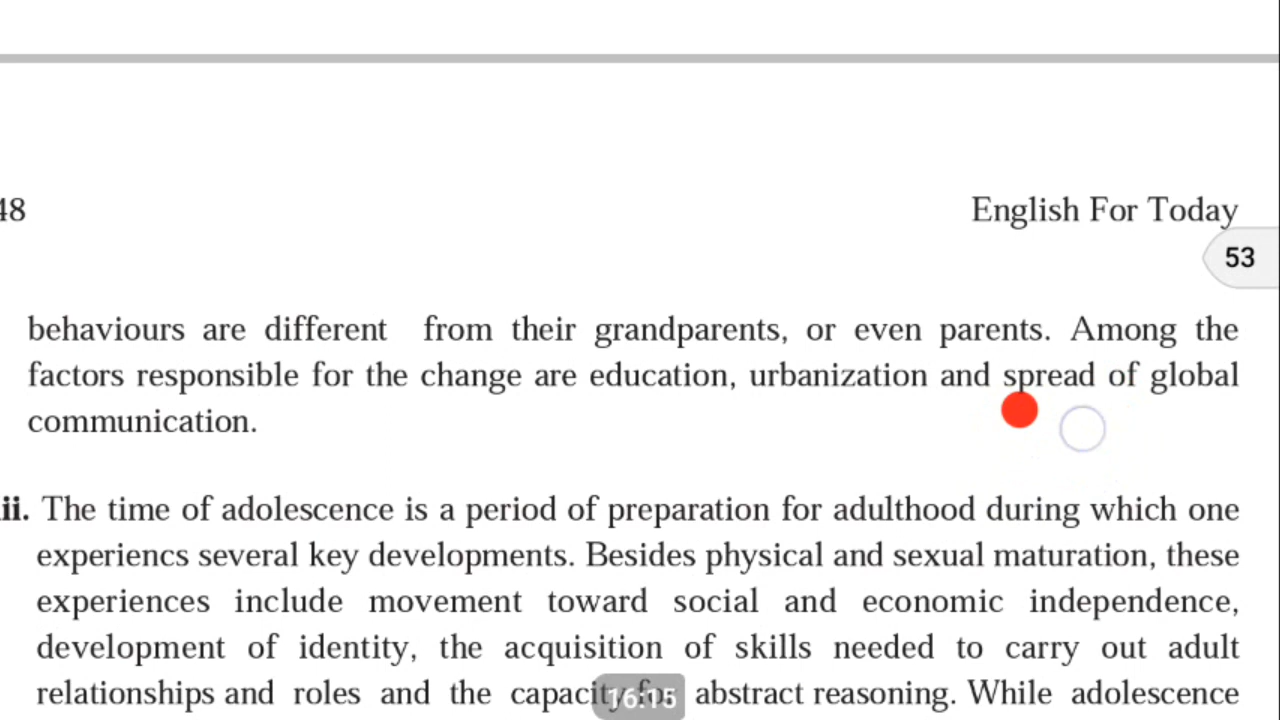 48
English For Today
53
behaviours are different from their grandparents, or even parents. Among the
factors responsible for the change are education, urbanization and spread of global
communication.
ii. The time of adolescence is a period of preparation for adulthood during which one
experiencs several key developments. Besides physical and sexual maturation, these
experiences include movement toward social and economic independence,
development of identity, the acquisition of skills needed to carry out adult
relationships and roles and the capacity for abstract reasoning. While adolescence
16:15